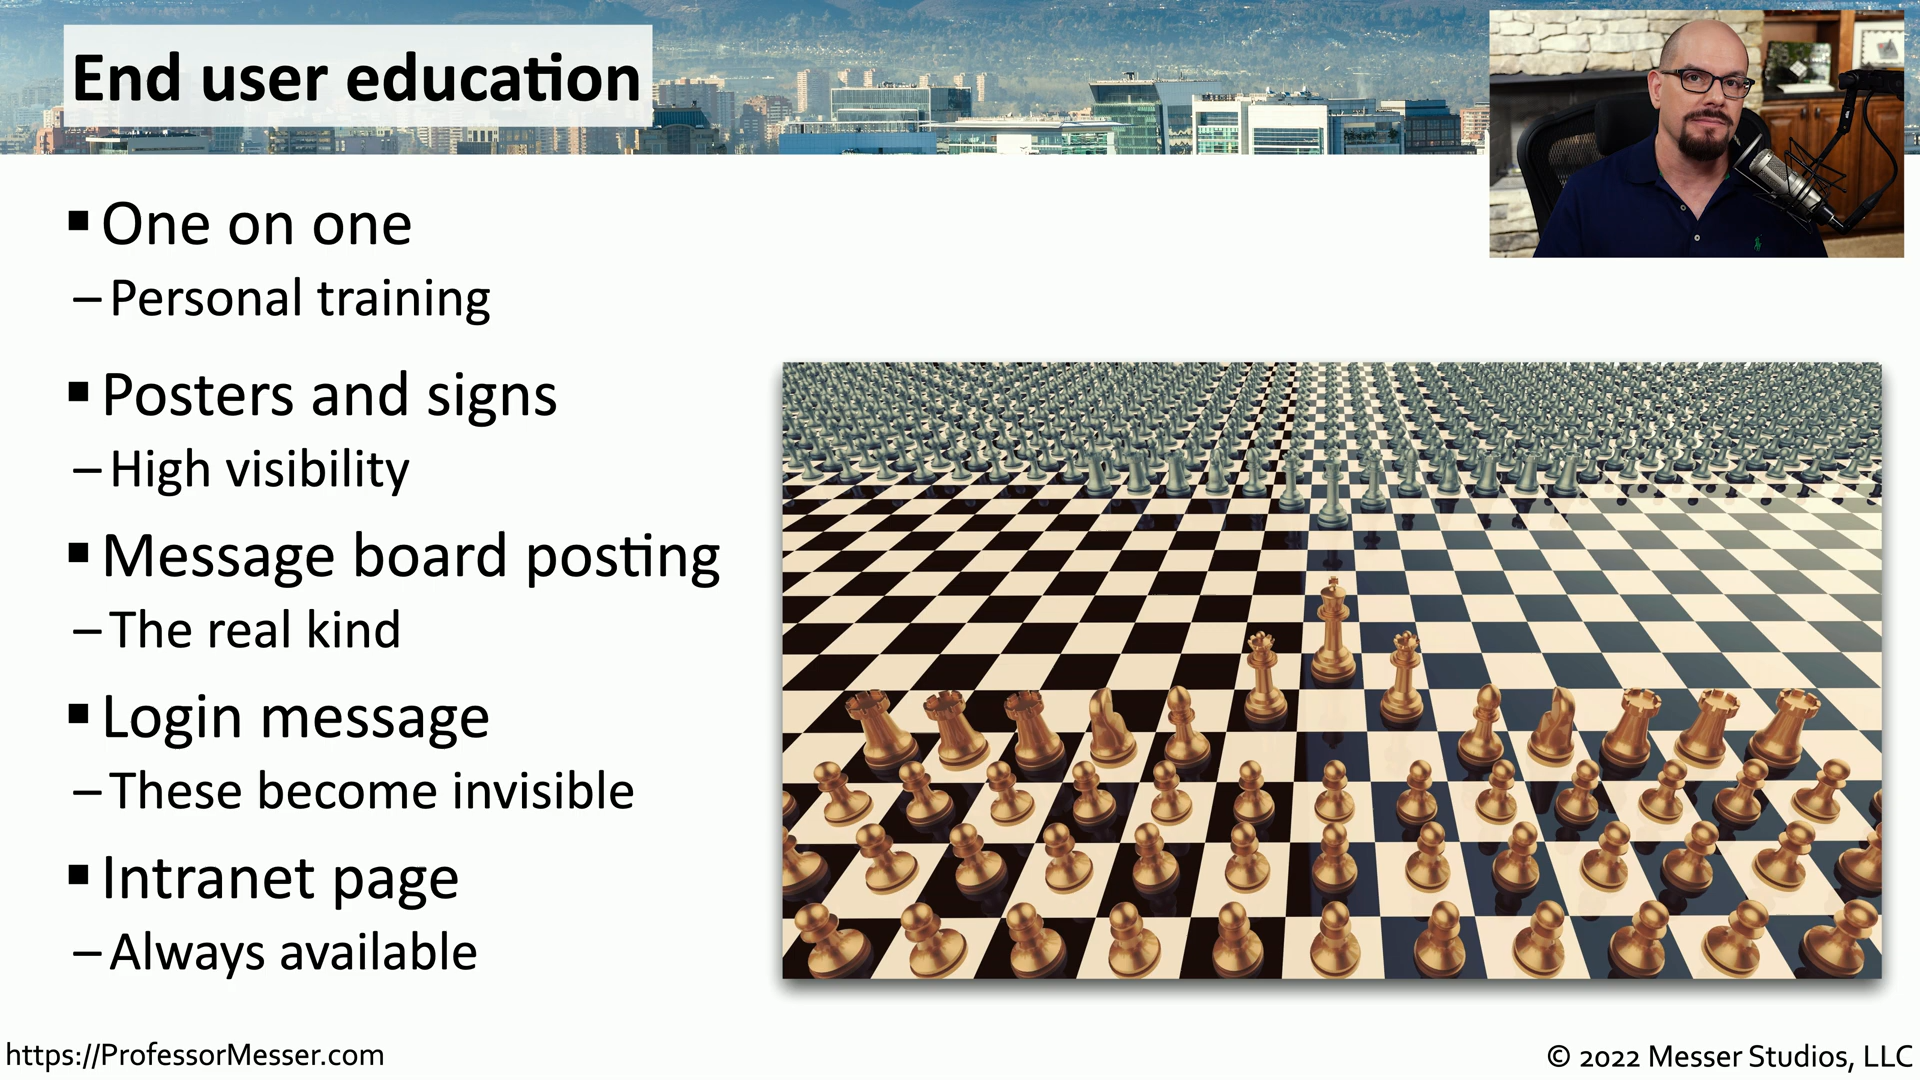 End user education
▪ One on one
– Personal training
▪ Posters and signs
– High visibility
▪ Message board posting
– The real kind
▪ Login message
– These become invisible
▪ Intranet page
– Always available
https://ProfessorMesser.com
© 2022 Messer Studios, LLC